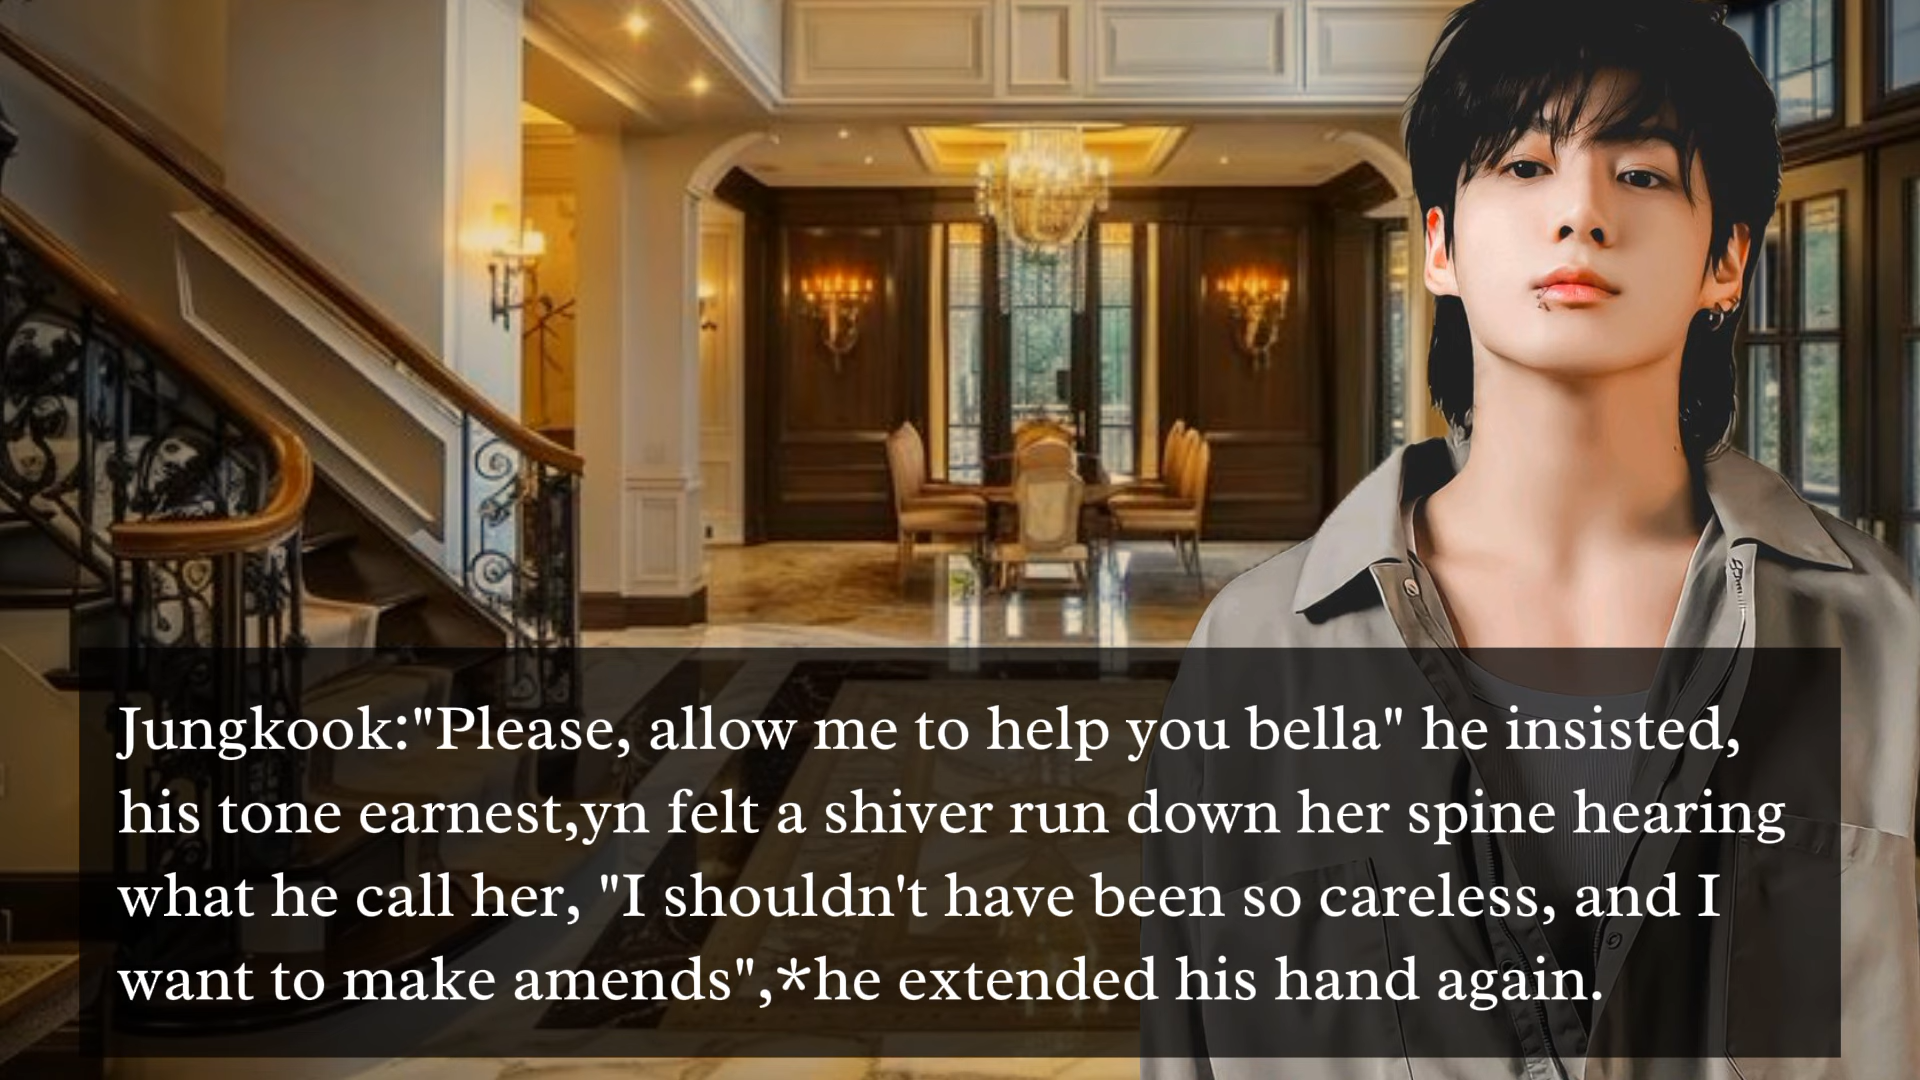 Jungkook:"Please, allow me to help you bella" he insisted,
his tone earnest,yn felt a shiver run down her spine hearing
what he call her, "I shouldn't have been so careless, and I
want to make amends",*he extended his hand again.